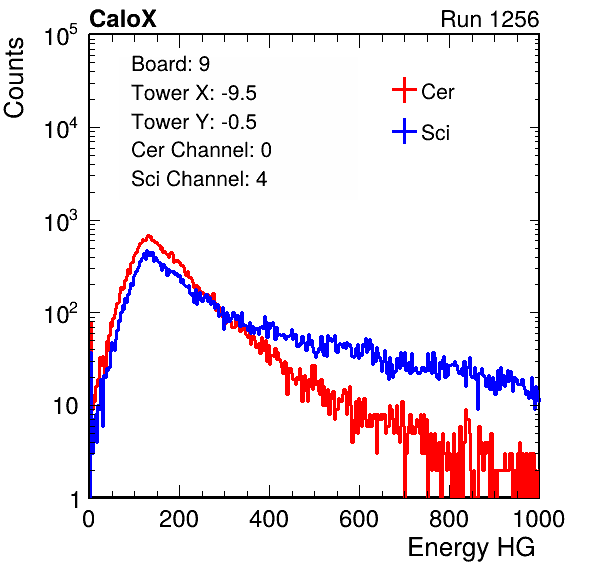 CaloX Run 1256
Counts
Board: 9
Tower X: -9.5
Tower Y: -0.5
Cer Channel: 0
Sci Channel: 4
Cer
Sci
10^5
10^4
10^3
10^2
10
1
0 200 400 600 800 1000
Energy HG